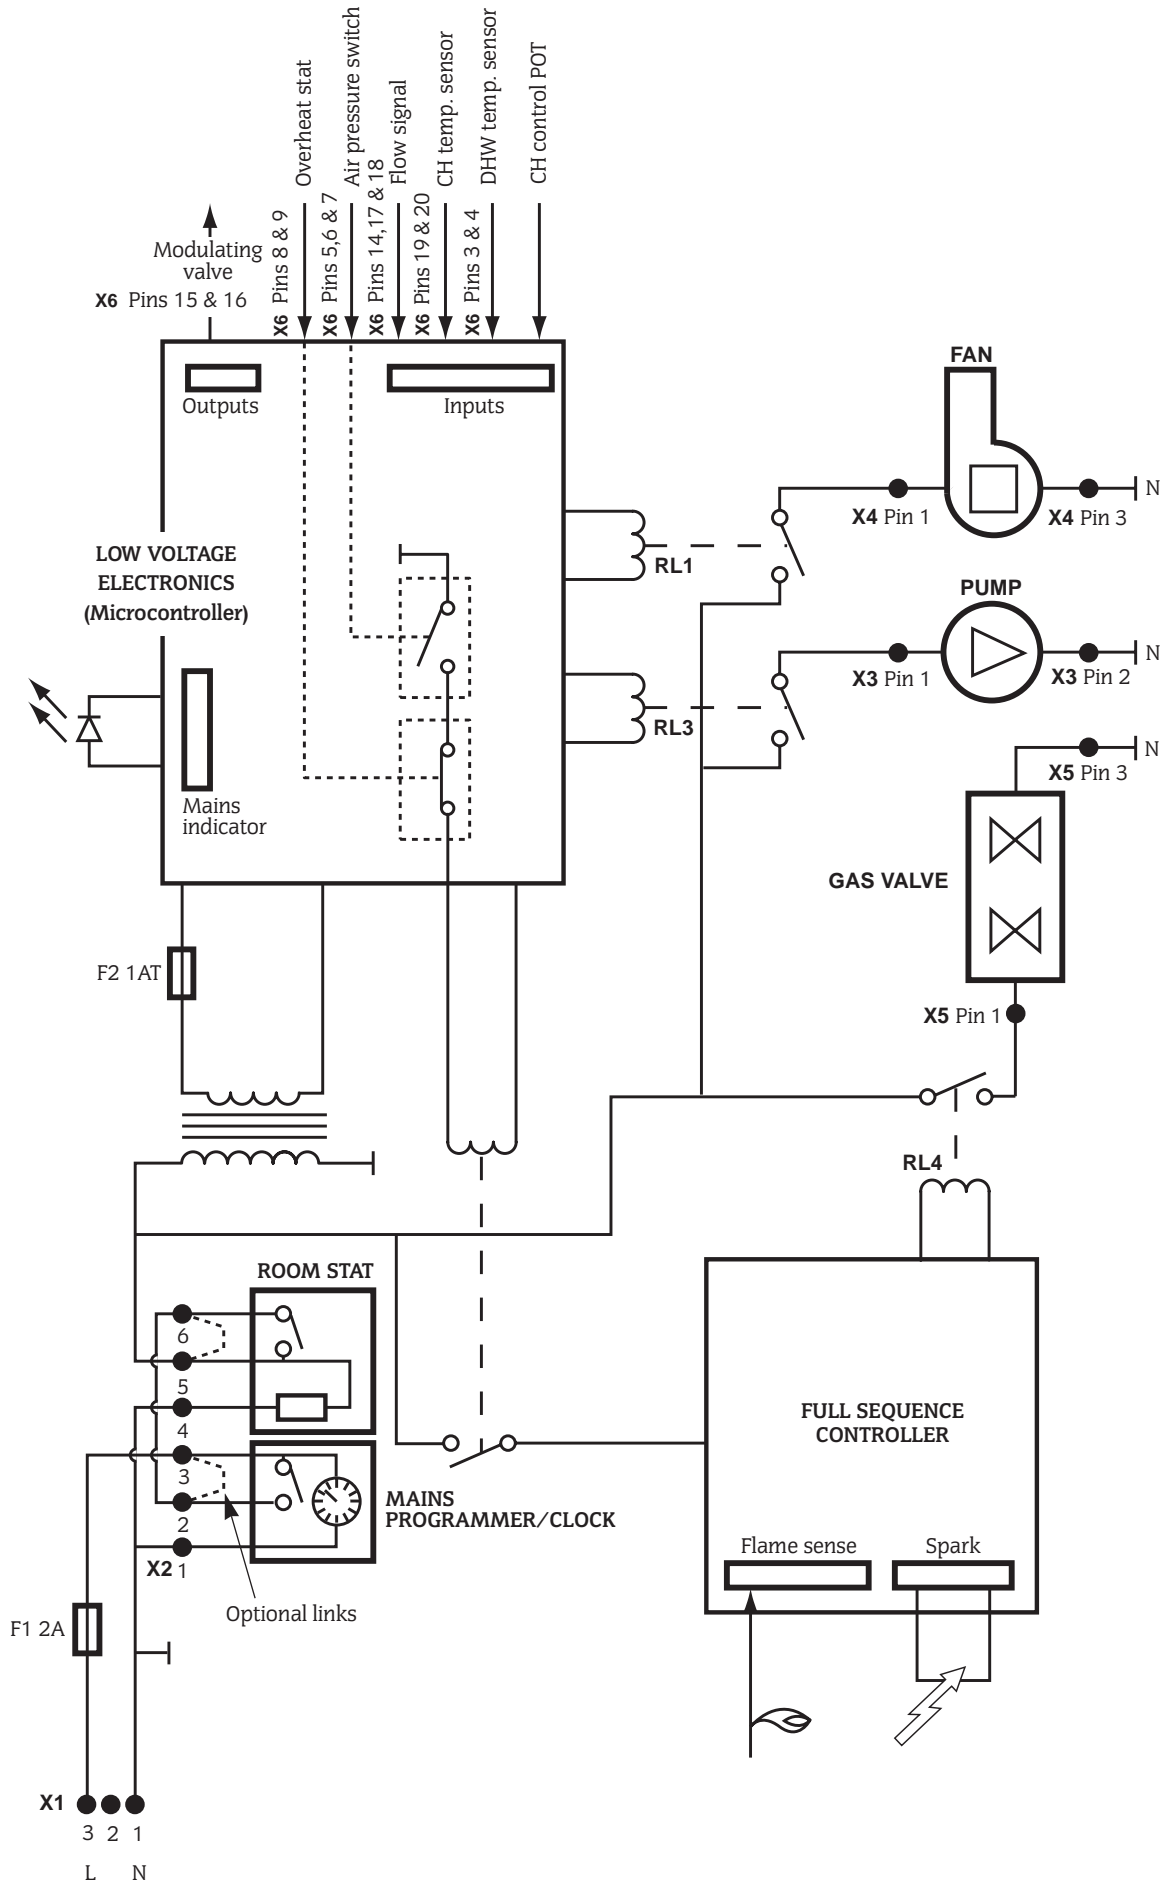 Overheat stat
Air pressure switch
Flow signal
CH temp. sensor
DHW temp. sensor
CH control POT
X6 Pins 8 & 9
X6 Pins 5,6 & 7
X6 Pins 14,17 & 18
X6 Pins 19 & 20
X6 Pins 3 & 4
Modulating
valve
X6 Pins 15 & 16
Outputs
Inputs
FAN
X4 Pin 1
X4 Pin 3
N
LOW VOLTAGE
ELECTRONICS
(Microcontroller)
RL1
PUMP
X3 Pin 1
X3 Pin 2
N
RL3
N
X5 Pin 3
Mains
indicator
GAS VALVE
F2 1AT
X5 Pin 1
RL4
ROOM STAT
6
5
4
3
2
X2 1
MAINS
PROGRAMMER/CLOCK
FULL SEQUENCE
CONTROLLER
Flame sense
Spark
Optional links
F1 2A
X1
3 2 1
L N